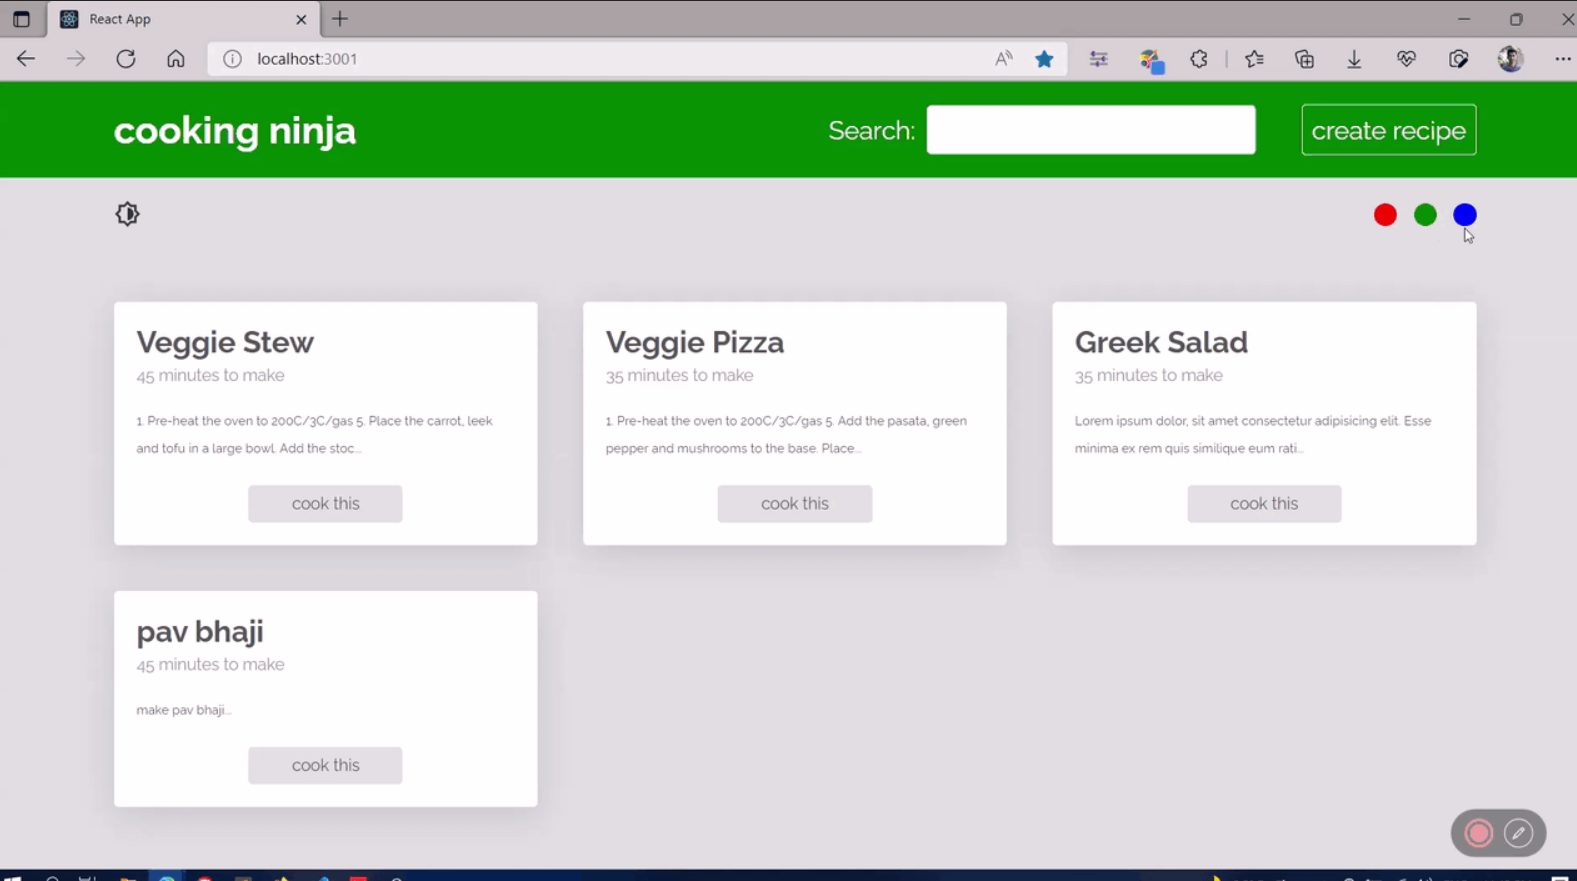 React App
localhost:3001
cooking ninja
Search:
create recipe
Veggie Stew
45 minutes to make
1. Pre-heat the oven to 200C/3C/gas 5. Place the carrot, leek
and tofu in a large bowl. Add the stoc...
cook this
Veggie Pizza
35 minutes to make
1. Pre-heat the oven to 200C/3C/gas 5. Add the pasata, green
pepper and mushrooms to the base. Place...
cook this
Greek Salad
35 minutes to make
Lorem ipsum dolor, sit amet consectetur adipisicing elit. Esse
minima ex rem quis similique eum rati...
cook this
pav bhaji
45 minutes to make
make pav bhaji...
cook this